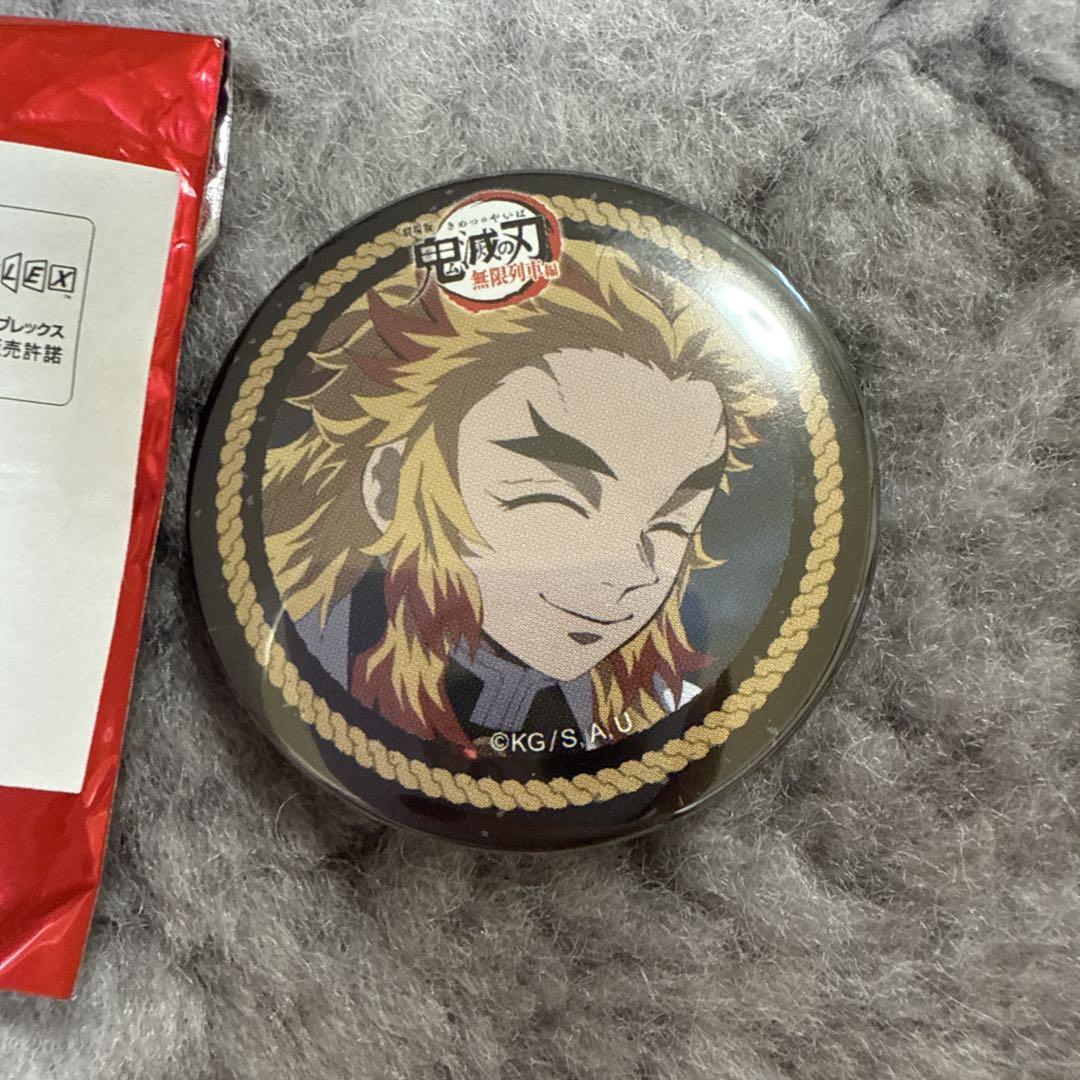 LEX
TM
プレックス
売許諾
劇場版 きめつのやいば
鬼滅の刃
無限列車編
©KG/S,A,U